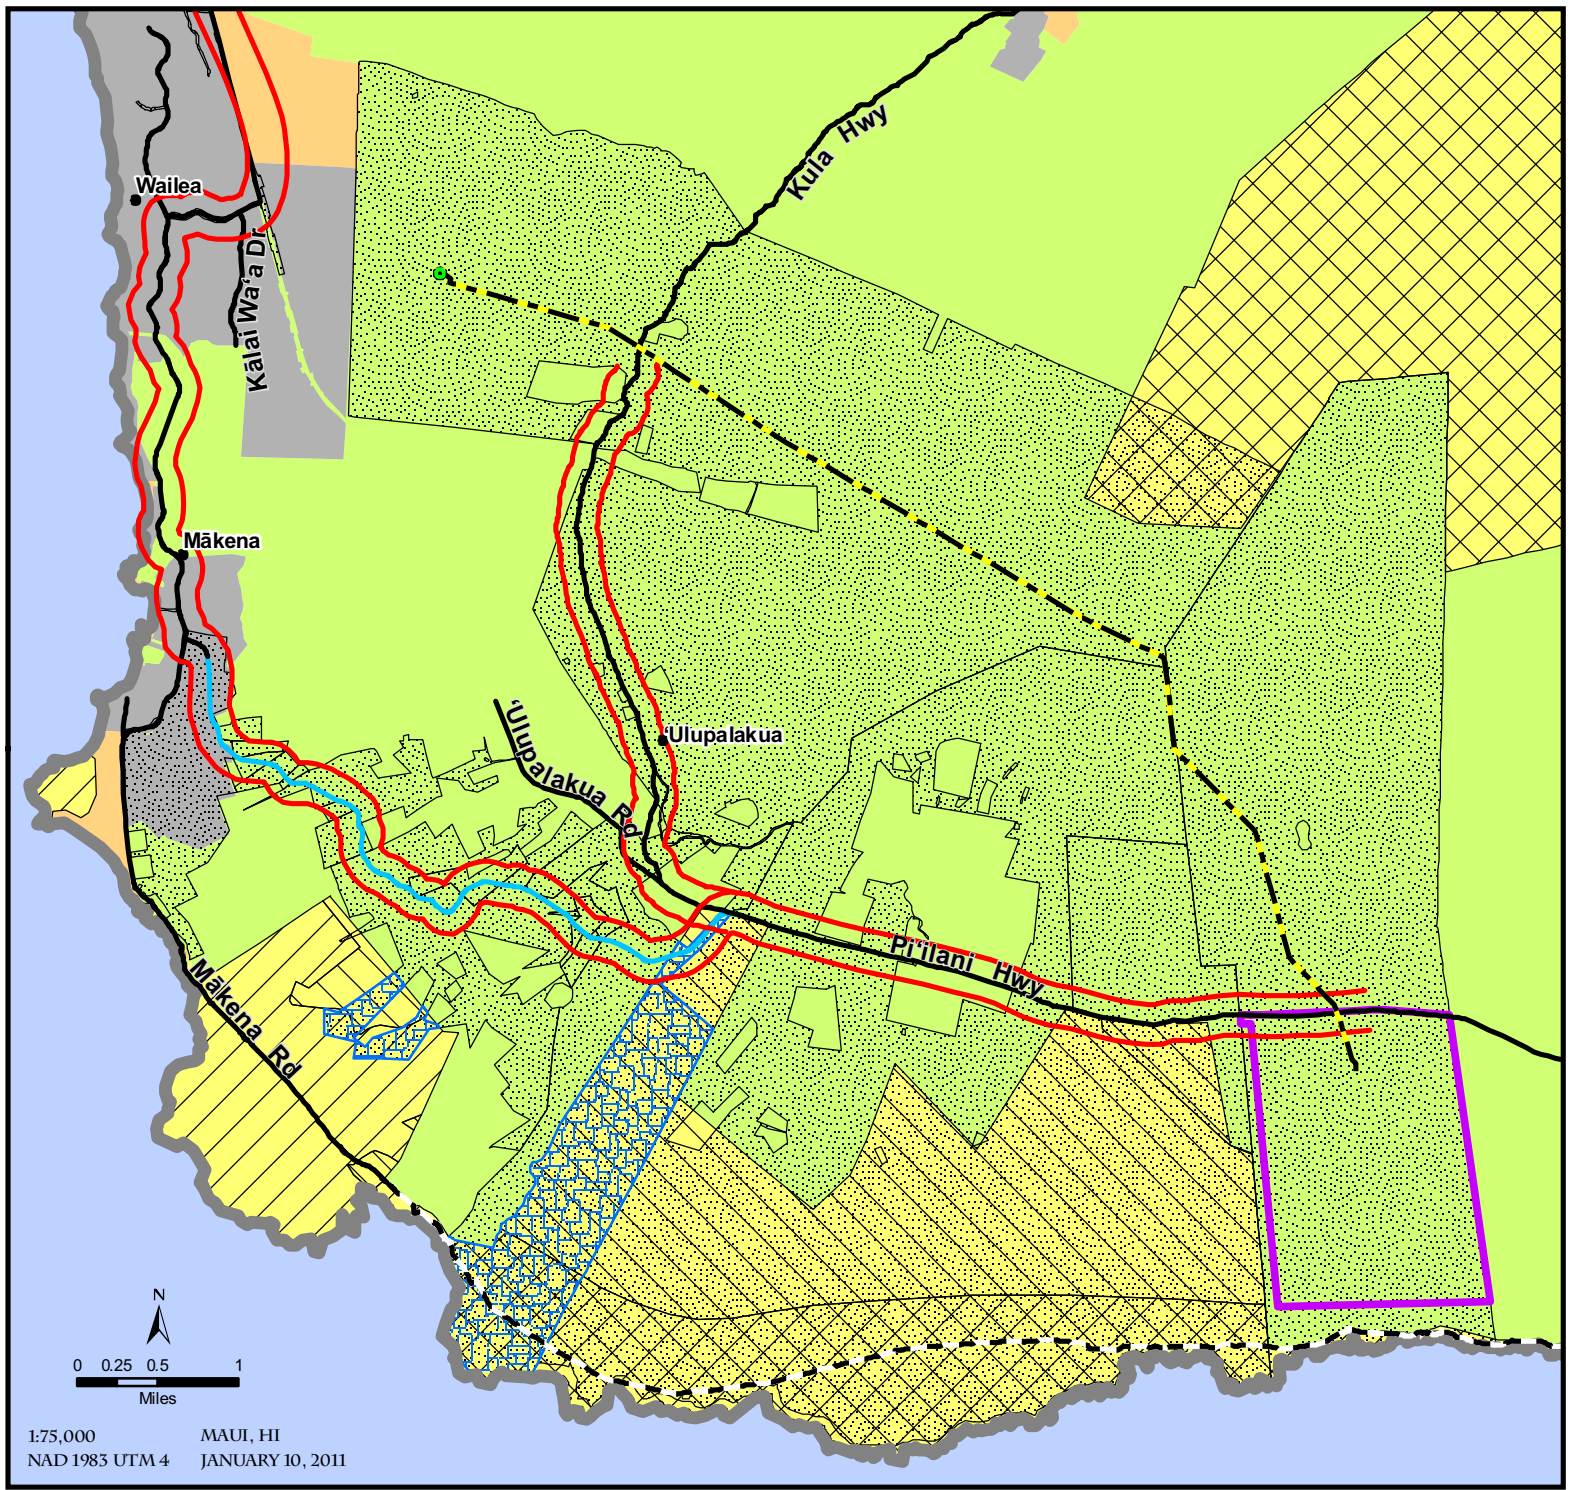 Kula Hwy
Wailea
Kālai Waʻa Dr
Mākena
ʻUlupalakua
ʻUlupalakua Rd
Piʻilani Hwy
Mākena Rd
N
0 0.25 0.5 1
Miles
1:75,000 MAUI, HI
NAD 1983 UTM 4 JANUARY 10, 2011